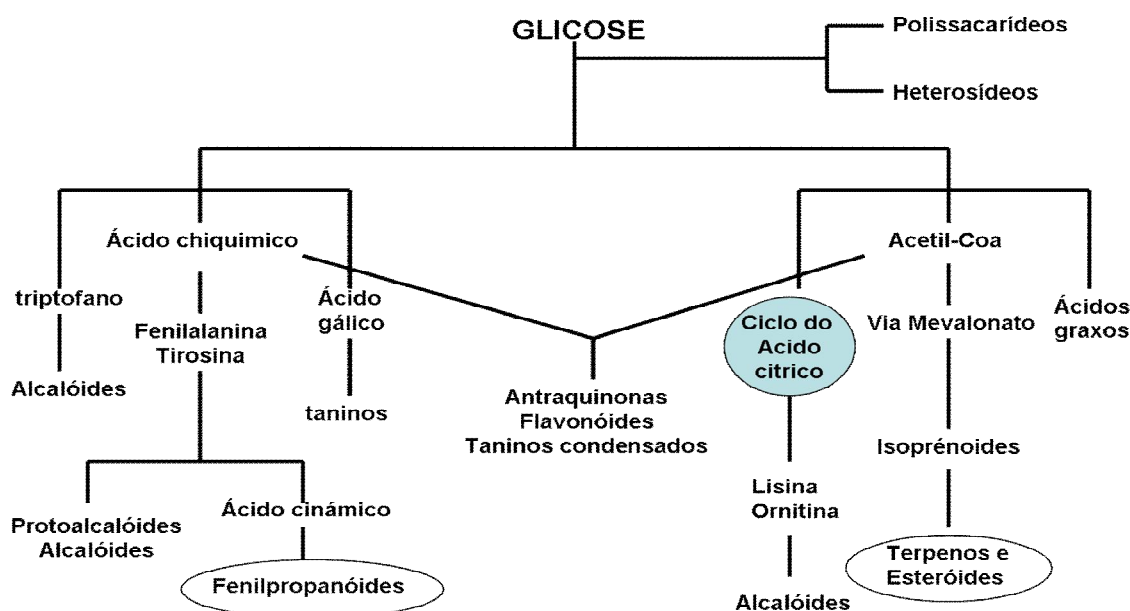 GLICOSE
Polissacarídeos
Heterosídeos
Ácido chiquimico
Acetil-Coa
triptofano
Fenilalanina
Tirosina
Ácido
gálico
Ciclo do
Acido
citrico
Via Mevalonato
Ácidos
graxos
Alcalóides
taninos
Antraquinonas
Flavonóides
Taninos condensados
Isoprénoides
Protoalcalóides
Alcalóides
Ácido cinámico
Lisina
Ornitina
Fenilpropanóides
Terpenos e
Esteróides
Alcalóides